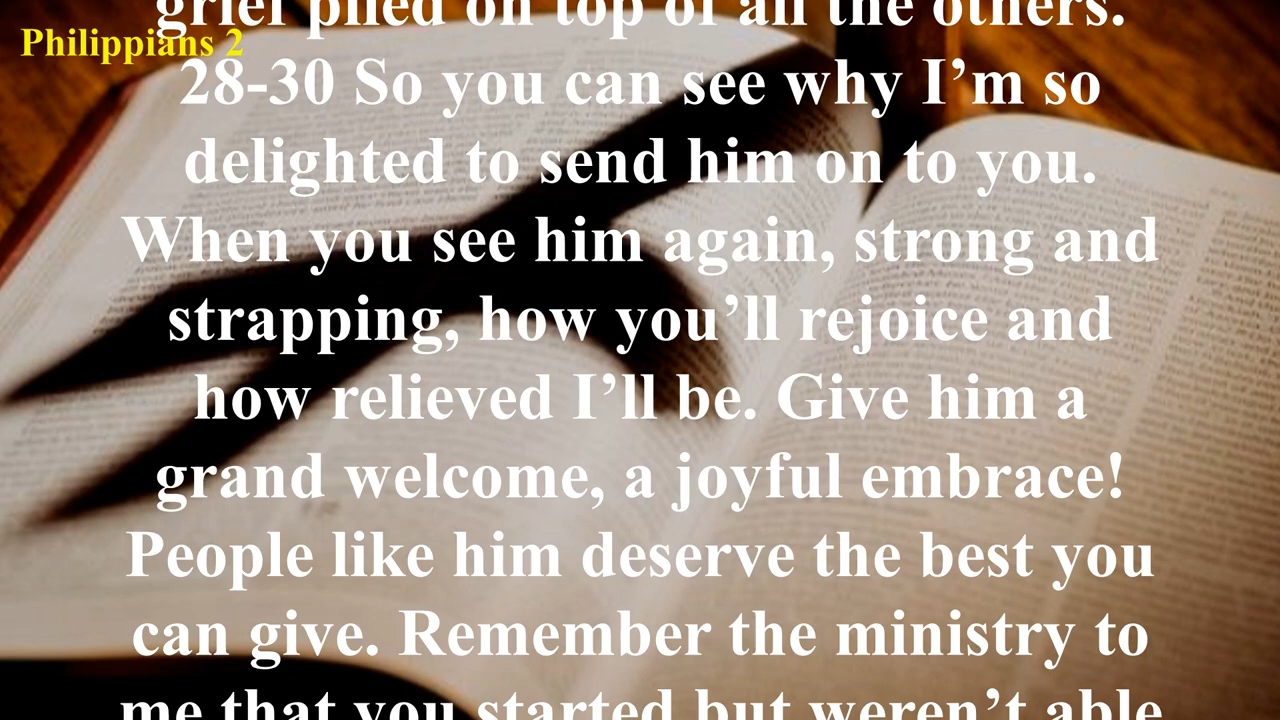 grief piled on top of all the others.
Philippians 2
28-30 So you can see why I’m so
delighted to send him on to you.
When you see him again, strong and
strapping, how you’ll rejoice and
how relieved I’ll be. Give him a
grand welcome, a joyful embrace!
People like him deserve the best you
can give. Remember the ministry to
me that you started but weren’t able